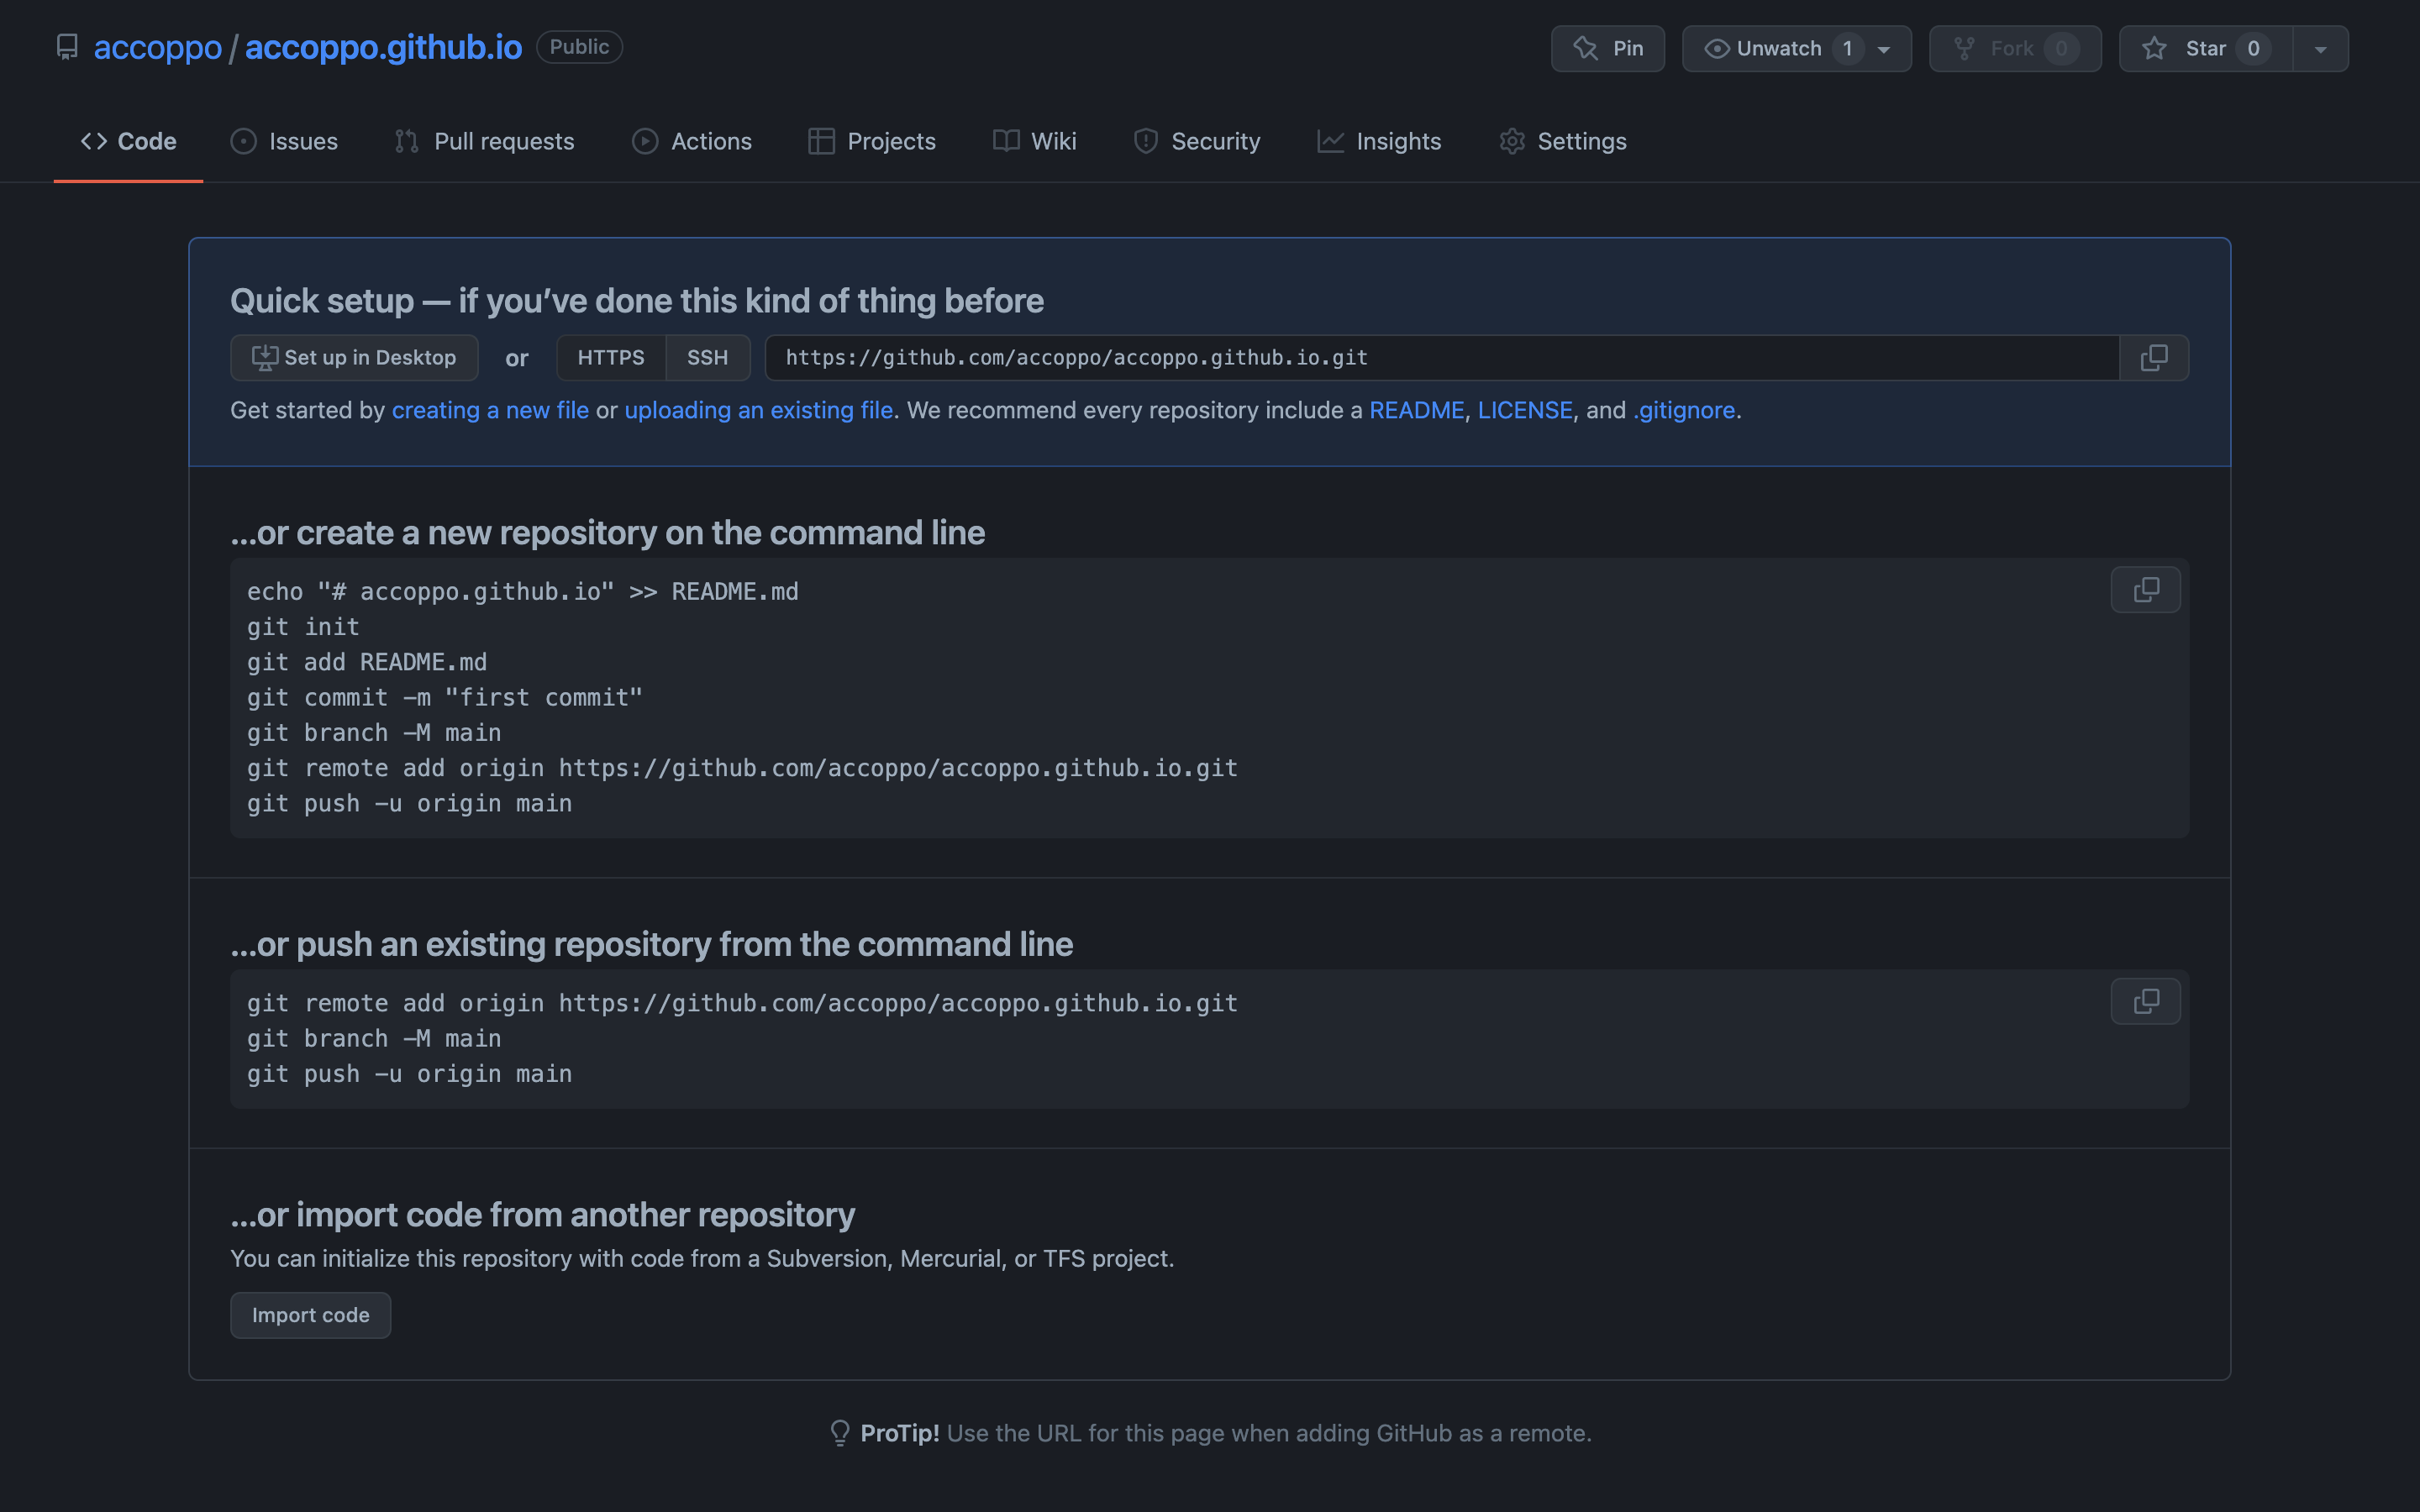 accoppo / accoppo.github.io Public
Pin
Unwatch 1
Fork 0
Star 0
Code
Issues
Pull requests
Actions
Projects
Wiki
Security
Insights
Settings
Quick setup — if you’ve done this kind of thing before
Set up in Desktop
or
HTTPS
SSH
https://github.com/accoppo/accoppo.github.io.git
Get started by creating a new file or uploading an existing file. We recommend every repository include a README, LICENSE, and .gitignore.
…or create a new repository on the command line
echo "# accoppo.github.io" >> README.md
git init
git add README.md
git commit -m "first commit"
git branch -M main
git remote add origin https://github.com/accoppo/accoppo.github.io.git
git push -u origin main
…or push an existing repository from the command line
git remote add origin https://github.com/accoppo/accoppo.github.io.git
git branch -M main
git push -u origin main
…or import code from another repository
You can initialize this repository with code from a Subversion, Mercurial, or TFS project.
Import code
ProTip! Use the URL for this page when adding GitHub as a remote.